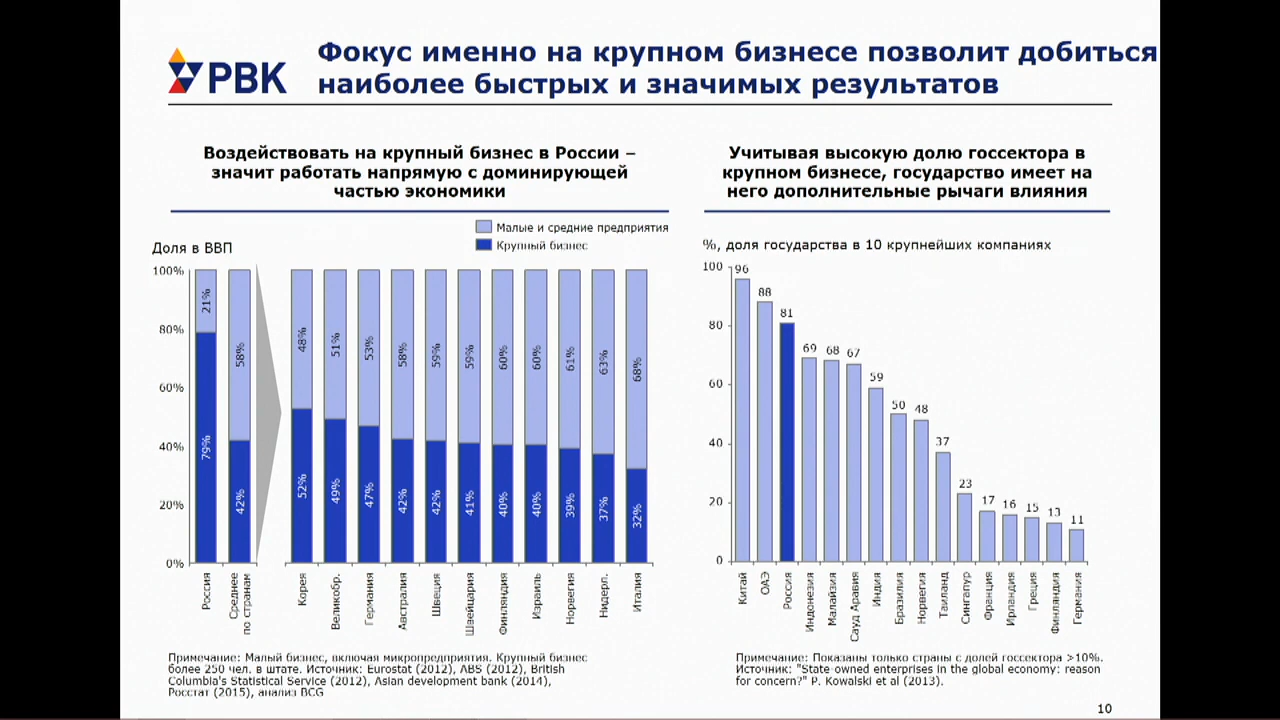 РВК
Фокус именно на крупном бизнесе позволит добиться
наиболее быстрых и значимых результатов
Воздействовать на крупный бизнес в России –
значит работать напрямую с доминирующей
частью экономики
Малые и средние предприятия
Крупный бизнес
Доля в ВВП
100%
80%
60%
40%
20%
0%
21% 58% 48% 51% 53% 58% 59% 59% 60% 60% 61% 63% 68%
79% 42% 52% 49% 47% 42% 42% 41% 40% 40% 39% 37% 32%
Россия
Среднее
по странам
Корея
Великобр.
Германия
Австралия
Швеция
Швейцария
Финляндия
Израиль
Норвегия
Нидерл.
Италия
Примечание: Малый бизнес, включая микропредприятия. Крупный бизнес
более 250 чел. в штате. Источник: Eurostat (2012), ABS (2012), British
Columbia's Statistical Service (2012), Asian development bank (2014),
Росстат (2015), анализ BCG
Учитывая высокую долю госсектора в
крупном бизнесе, государство имеет на
него дополнительные рычаги влияния
%, доля государства в 10 крупнейших компаниях
100
80
60
40
20
0
96 88 81 69 68 67 59 50 48 37 23 17 16 15 13 11
Китай
ОАЭ
Россия
Индонезия
Малайзия
Сауд Аравия
Индия
Бразилия
Норвегия
Таиланд
Сингапур
Франция
Ирландия
Греция
Финляндия
Германия
Примечание: Показаны только страны с долей госсектора >10%.
Источник: "State-owned enterprises in the global economy: reason
for concern?" P. Kowalski et al (2013).
10